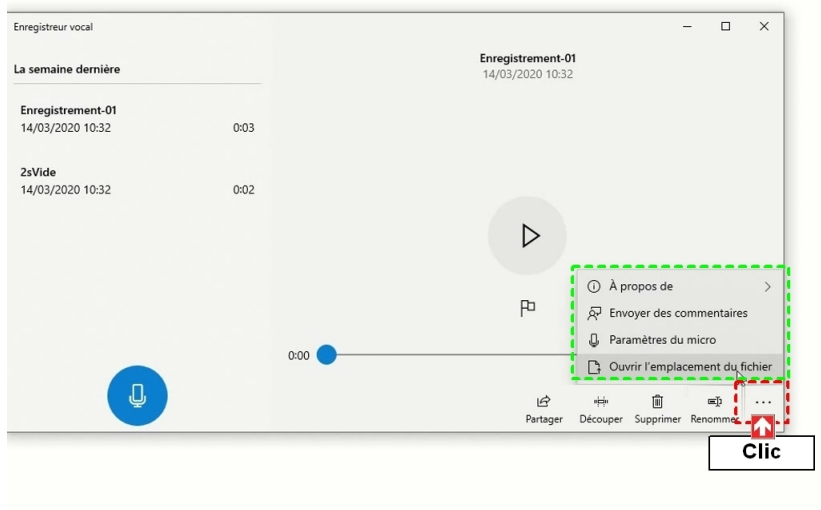 Enregistreur vocal
La semaine dernière
Enregistrement-01
14/03/2020 10:32 0:03
2sVide
14/03/2020 10:32 0:02
Enregistrement-01
14/03/2020 10:32
À propos de
Envoyer des commentaires
Paramètres du micro
Ouvrir l'emplacement du fichier
0:00
Partager Découper Supprimer Renommer
Clic